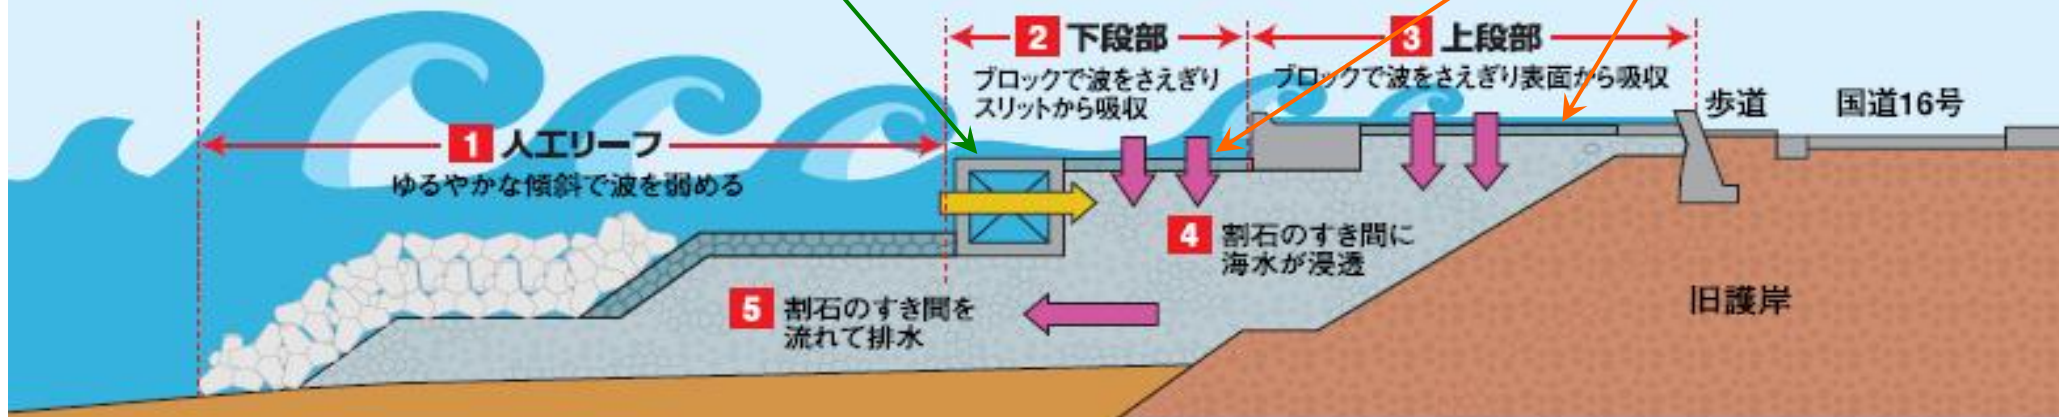 1 人工リーフ
ゆるやかな傾斜で波を弱める
2 下段部
ブロックで波をさえぎり
スリットから吸収
3 上段部
ブロックで波をさえぎり表面から吸収
歩道
国道16号
4 割石のすき間に
海水が浸透
5 割石のすき間を
流れて排水
旧護岸